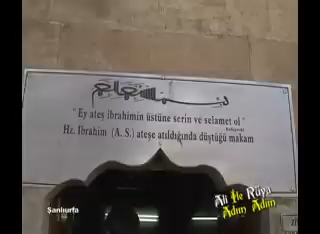 " Ey ateş ibrahimin üstüne serin ve selamet ol "
Hz. İbrahim (A. S.) ateşe atıldığında düştüğü makam
Ali İle Rüya
Adım Adım
Şanlıurfa